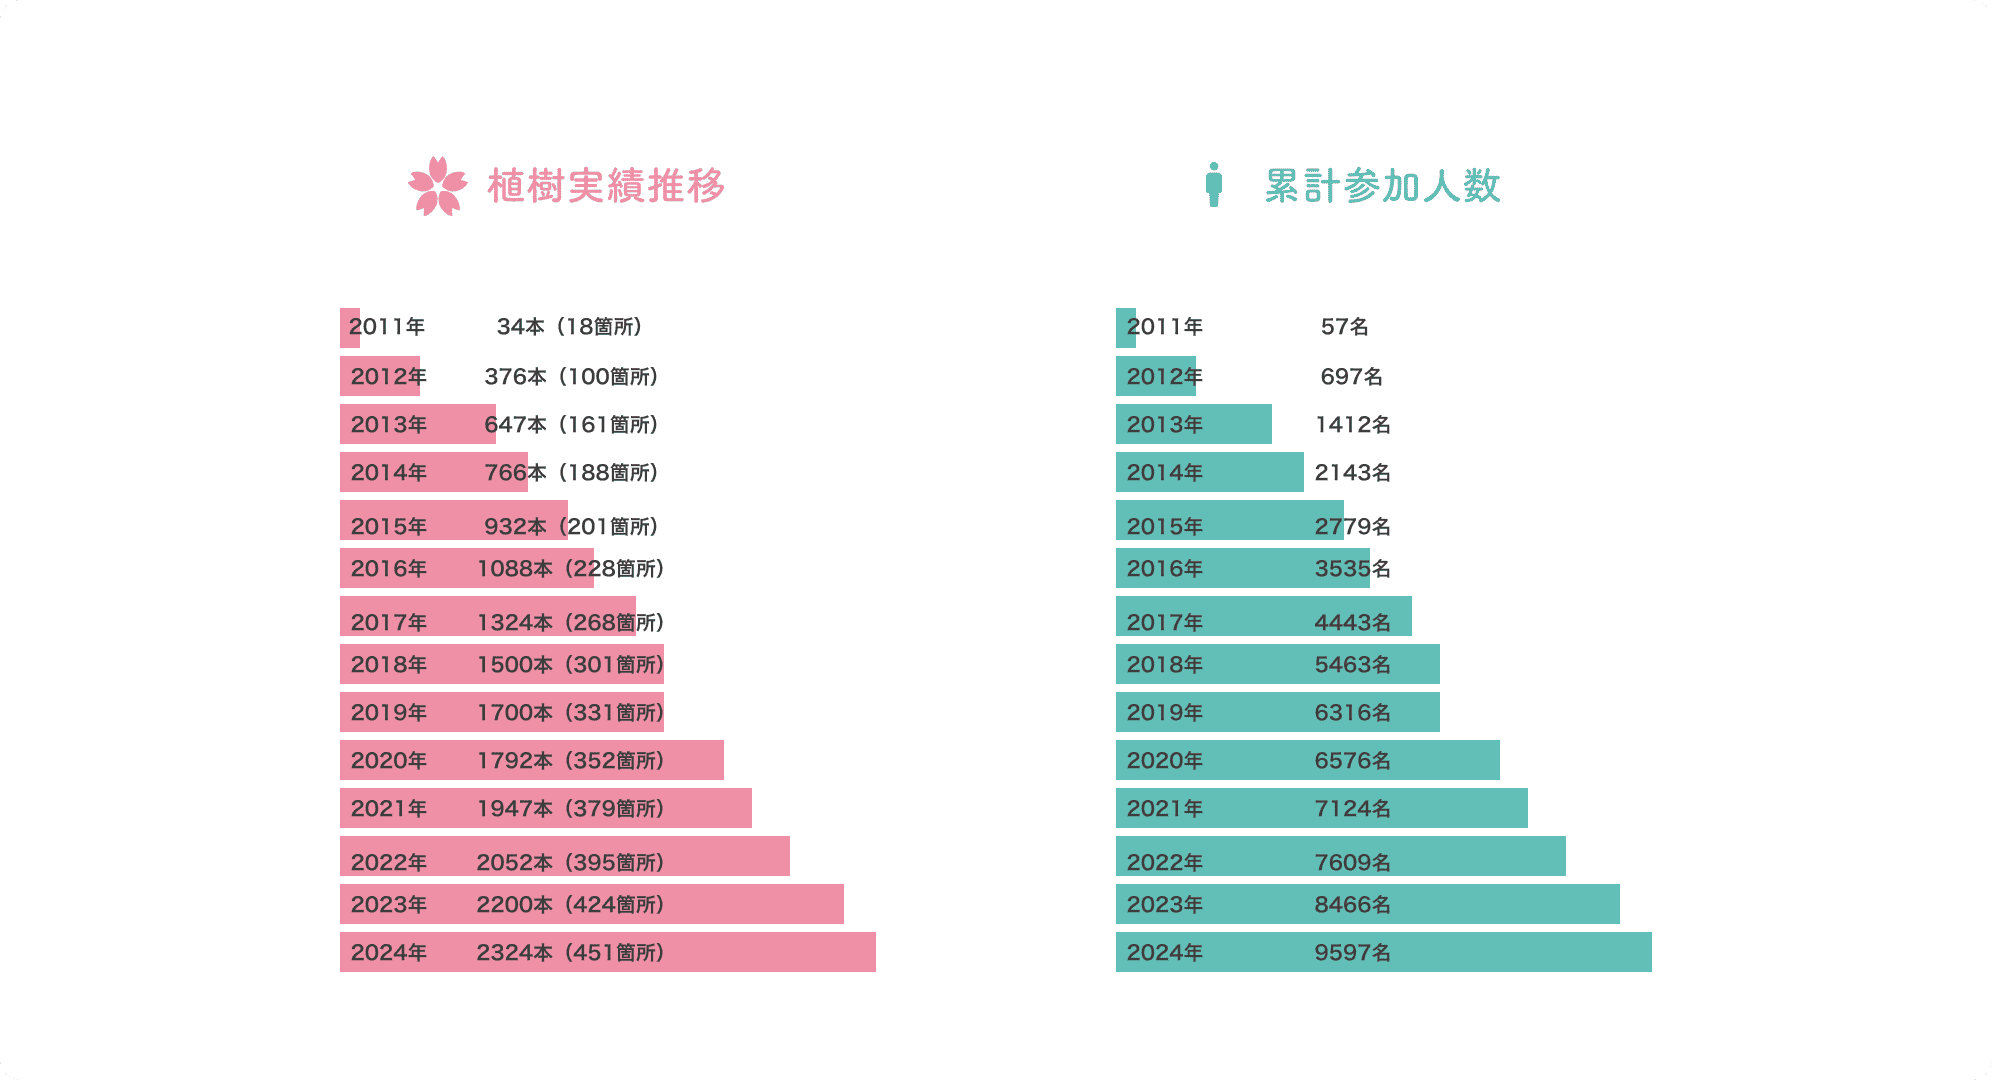 植樹実績推移
2011年 34本（18箇所）
2012年 376本（100箇所）
2013年 647本（161箇所）
2014年 766本（188箇所）
2015年 932本（201箇所）
2016年 1088本（228箇所）
2017年 1324本（268箇所）
2018年 1500本（301箇所）
2019年 1700本（331箇所）
2020年 1792本（352箇所）
2021年 1947本（379箇所）
2022年 2052本（395箇所）
2023年 2200本（424箇所）
2024年 2324本（451箇所）
累計参加人数
2011年 57名
2012年 697名
2013年 1412名
2014年 2143名
2015年 2779名
2016年 3535名
2017年 4443名
2018年 5463名
2019年 6316名
2020年 6576名
2021年 7124名
2022年 7609名
2023年 8466名
2024年 9597名